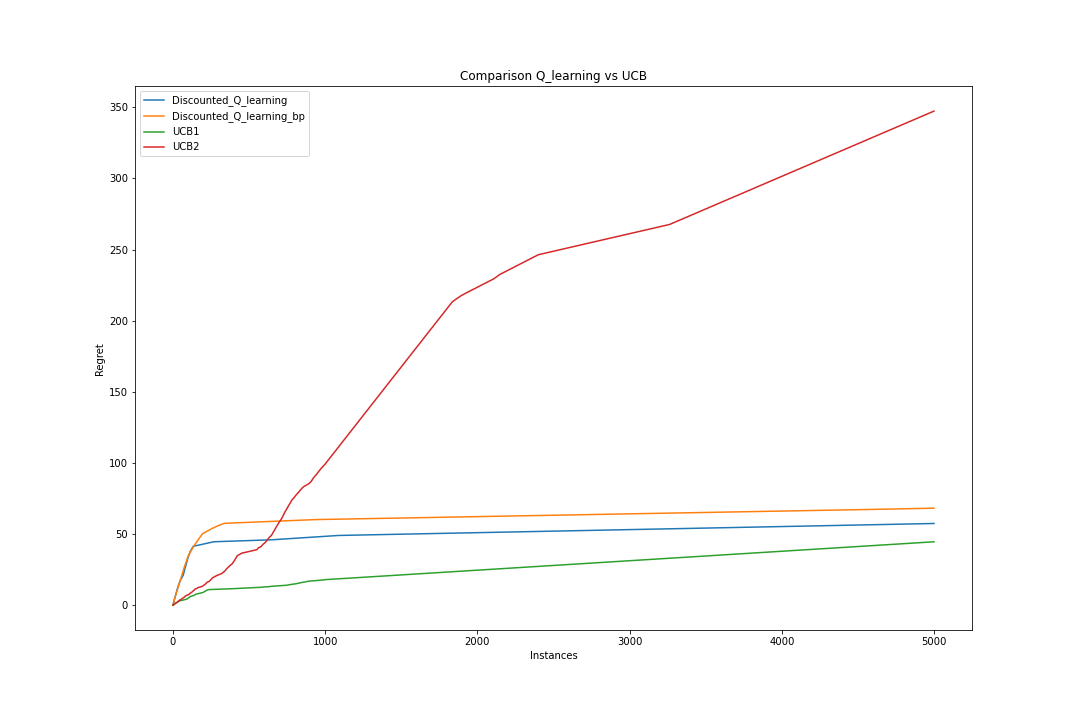 Comparison Q_learning vs UCB
Discounted_Q_learning
Discounted_Q_learning_bp
UCB1
UCB2
350
300
250
200
150
100
50
0
Regret
0 1000 2000 3000 4000 5000
Instances